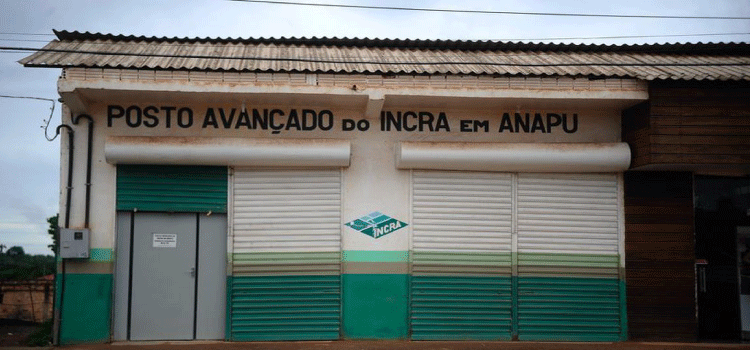 POSTO AVANÇADO DO INCRA EM ANAPU
INCRA